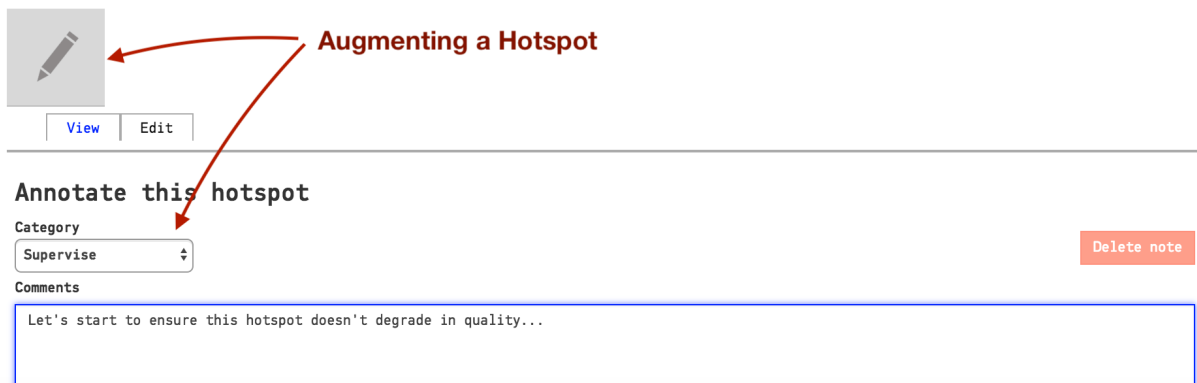 Augmenting a Hotspot
View Edit
Annotate this hotspot
Category
Supervise
Delete note
Comments
Let's start to ensure this hotspot doesn't degrade in quality...